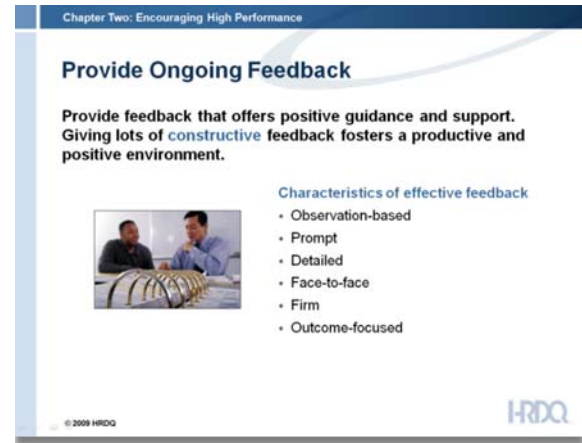 Chapter Two: Encouraging High Performance
Provide Ongoing Feedback
Provide feedback that offers positive guidance and support.
Giving lots of constructive feedback fosters a productive and
positive environment.
Characteristics of effective feedback
• Observation-based
• Prompt
• Detailed
• Face-to-face
• Firm
• Outcome-focused
© 2009 HRDQ
HRDQ